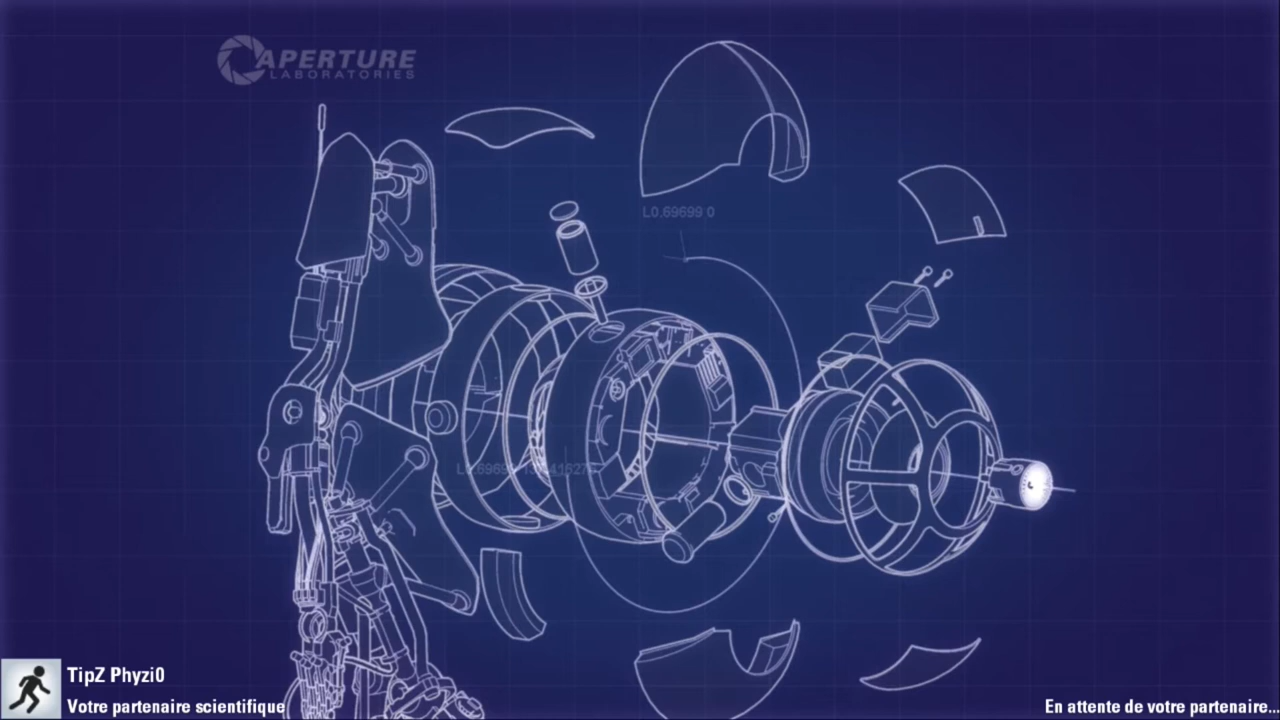 APERTURE
LABORATORIES
L0.69699 0
TipZ Phyzi0
Votre partenaire scientifique
En attente de votre partenaire...